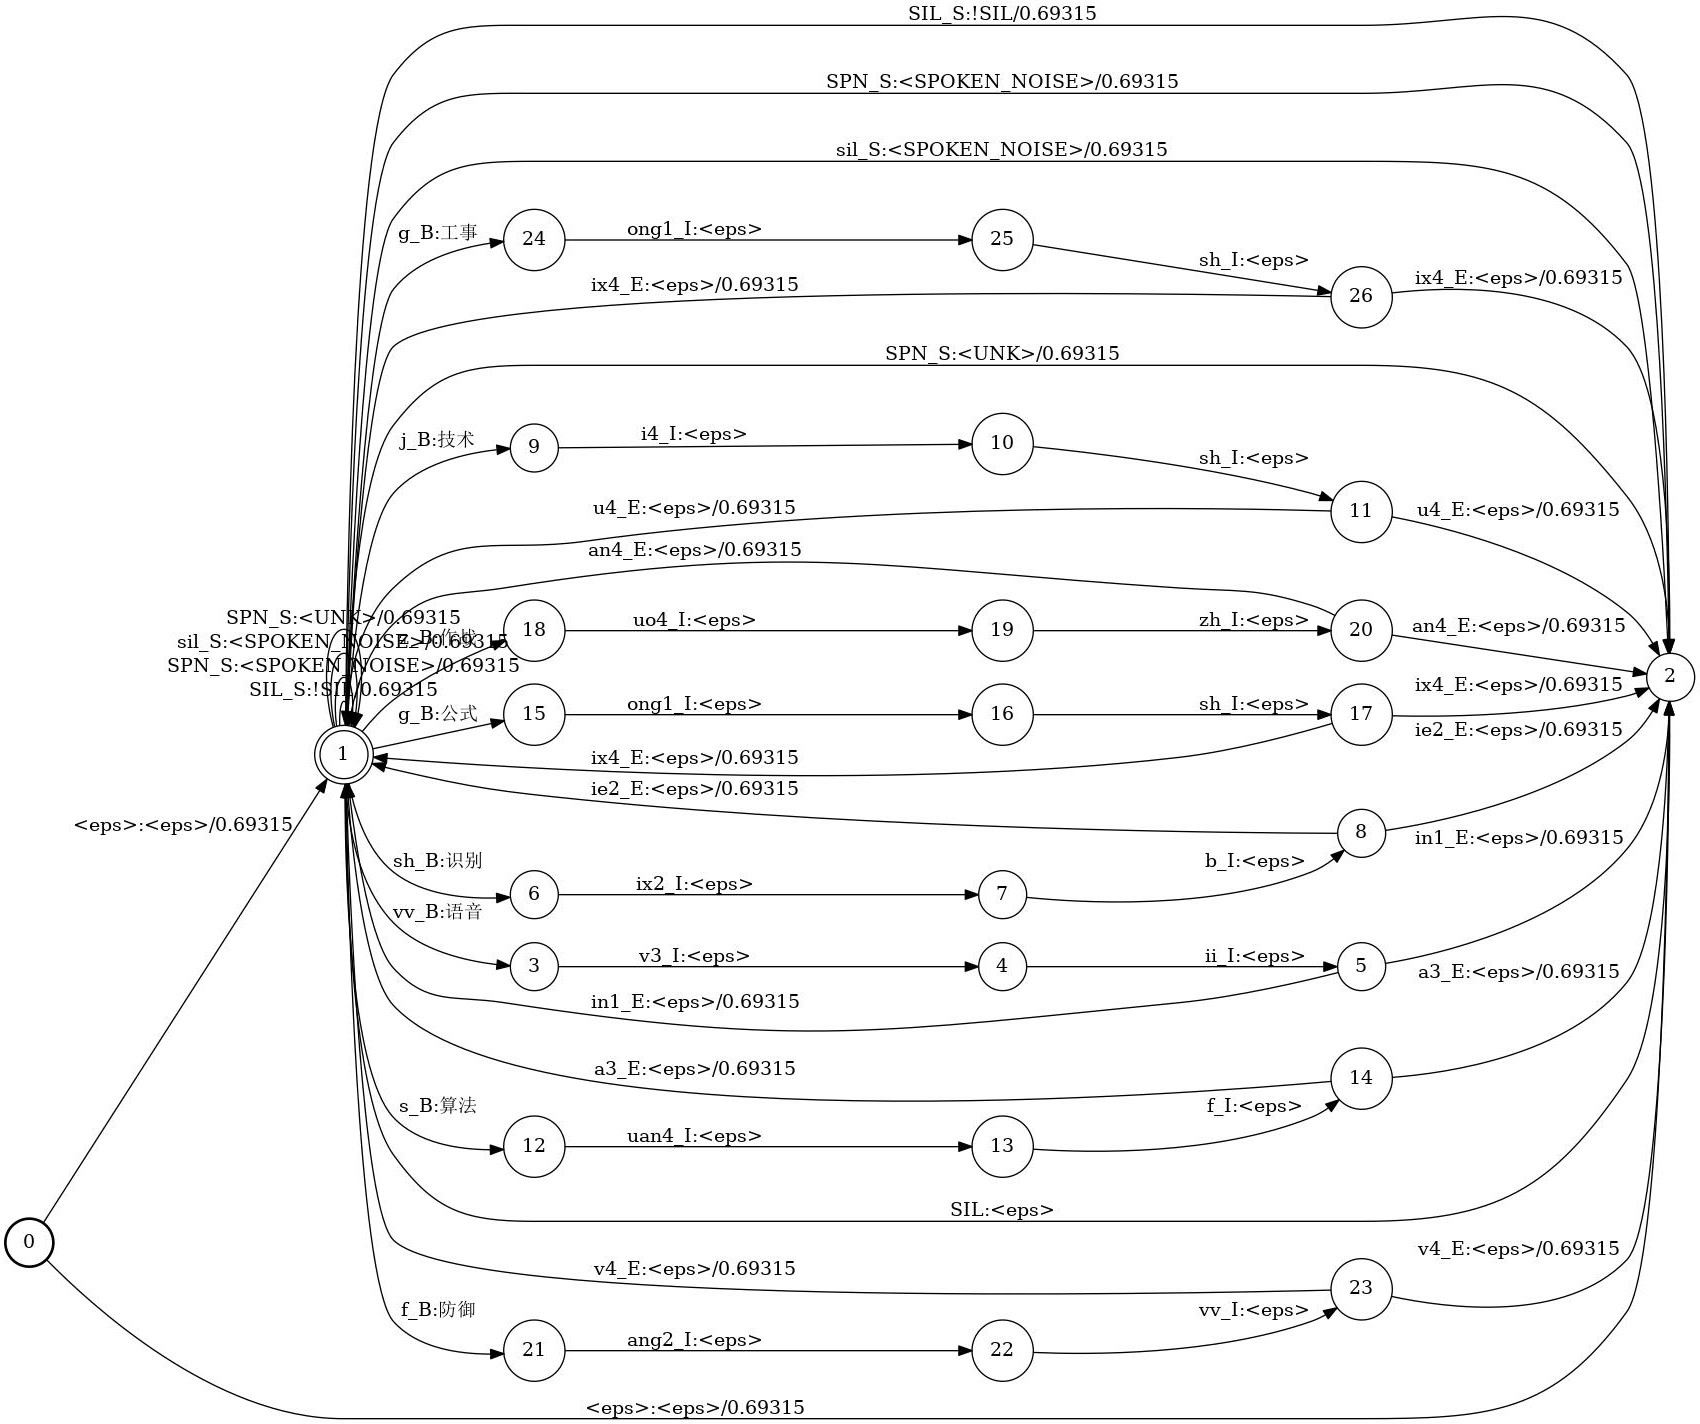 SIL_S:!SIL/0.69315
SPN_S:<SPOKEN_NOISE>/0.69315
sil_S:<SPOKEN_NOISE>/0.69315
g_B:工事
24
ong1_I:<eps>
25
sh_I:<eps>
26
ix4_E:<eps>/0.69315
ix4_E:<eps>/0.69315
SPN_S:<UNK>/0.69315
j_B:技术
9
i4_I:<eps>
10
sh_I:<eps>
11
u4_E:<eps>/0.69315
u4_E:<eps>/0.69315
an4_E:<eps>/0.69315
SPN_S:<UNK>/0.69315
sil_S:<SPOKEN_NOISE>/0.69315
SPN_S:<SPOKEN_NOISE>/0.69315
SIL_S:!SIL/0.69315
18
uo4_I:<eps>
19
zh_I:<eps>
20
an4_E:<eps>/0.69315
2
g_B:公式
15
ong1_I:<eps>
16
sh_I:<eps>
17
ix4_E:<eps>/0.69315
ix4_E:<eps>/0.69315
1
ie2_E:<eps>/0.69315
ie2_E:<eps>/0.69315
<eps>:<eps>/0.69315
sh_B:识别
6
ix2_I:<eps>
7
b_I:<eps>
8
in1_E:<eps>/0.69315
vv_B:语音
3
v3_I:<eps>
4
ii_I:<eps>
5
in1_E:<eps>/0.69315
a3_E:<eps>/0.69315
a3_E:<eps>/0.69315
14
s_B:算法
12
uan4_I:<eps>
13
f_I:<eps>
SIL:<eps>
0
v4_E:<eps>/0.69315
v4_E:<eps>/0.69315
23
f_B:防御
21
ang2_I:<eps>
22
vv_I:<eps>
<eps>:<eps>/0.69315